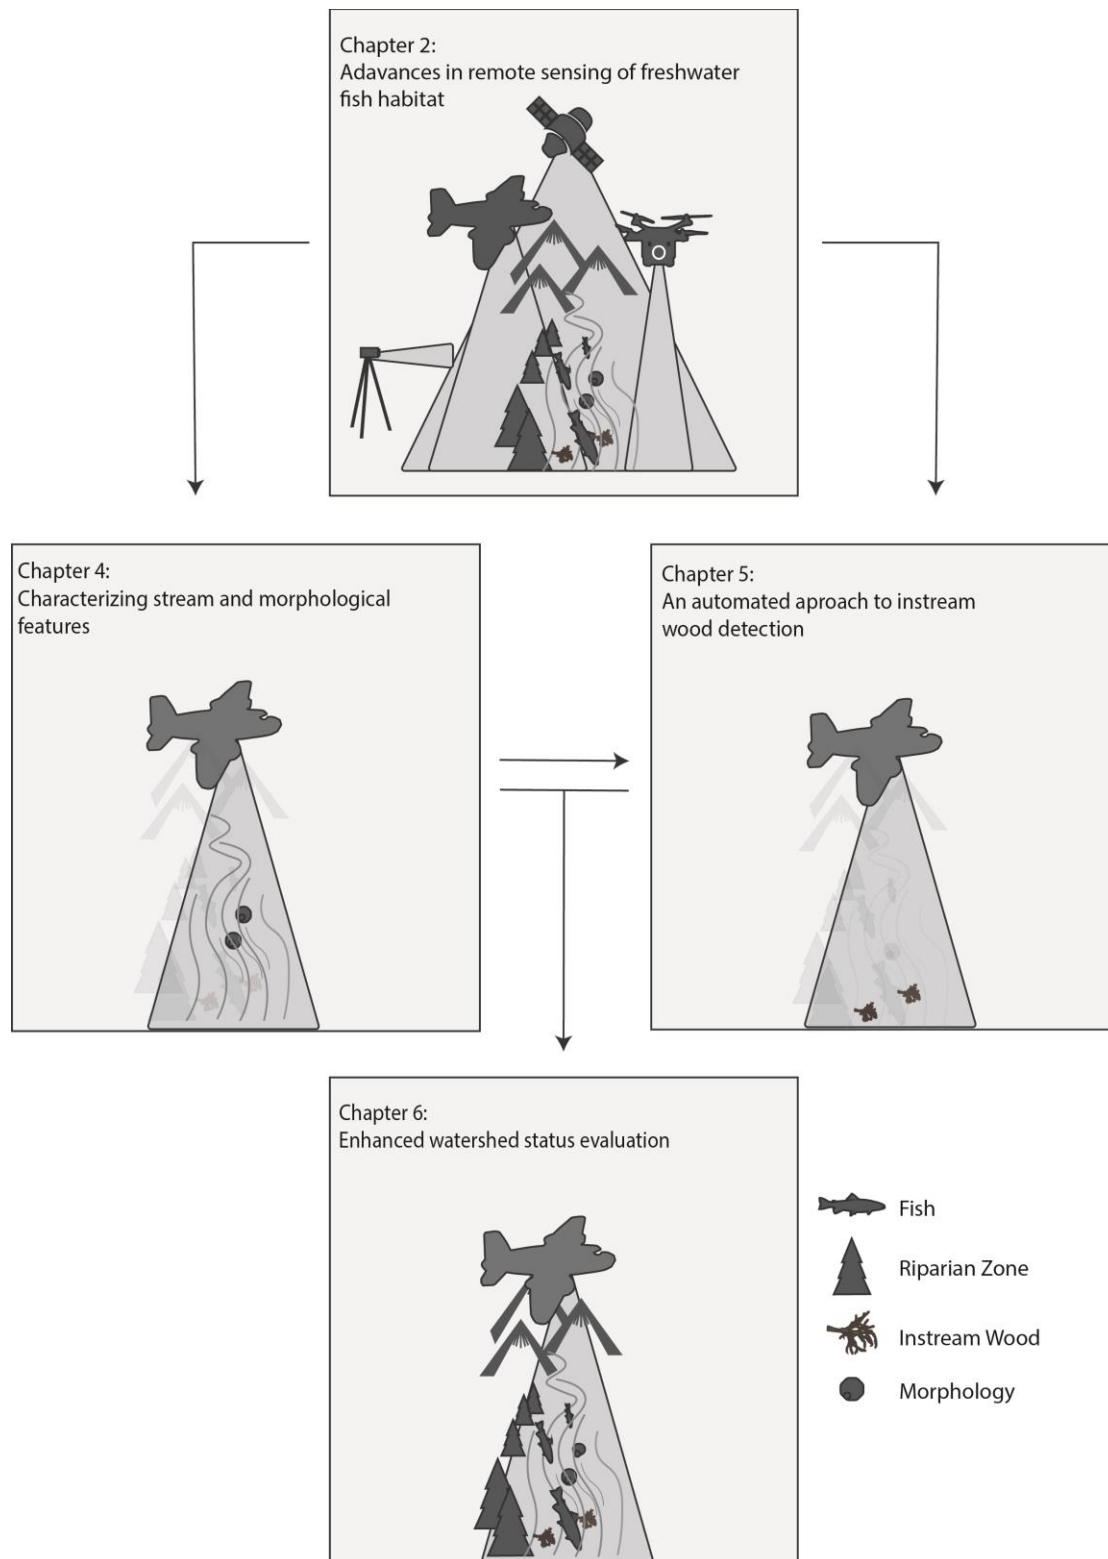 Chapter 2:
Adavances in remote sensing of freshwater
fish habitat
Chapter 4:
Characterizing stream and morphological
features
Chapter 5:
An automated aproach to instream
wood detection
Chapter 6:
Enhanced watershed status evaluation
Fish
Riparian Zone
Instream Wood
Morphology